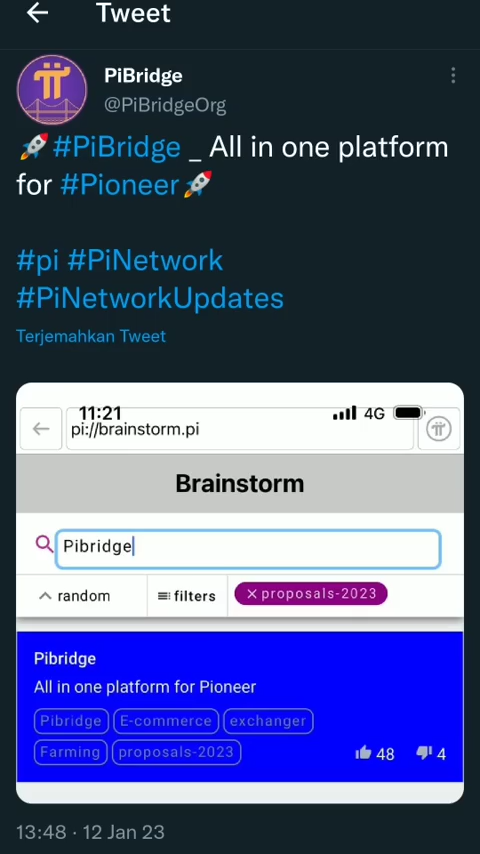 Tweet
PiBridge
@PiBridgeOrg
🚀#PiBridge _ All in one platform
for #Pioneer🚀
#pi #PiNetwork
#PiNetworkUpdates
Terjemahkan Tweet
11:21 4G
pi://brainstorm.pi
Brainstorm
Pibridge
random filters ×proposals-2023
Pibridge
All in one platform for Pioneer
Pibridge E-commerce exchanger
Farming proposals-2023 48 4
13:48 · 12 Jan 23